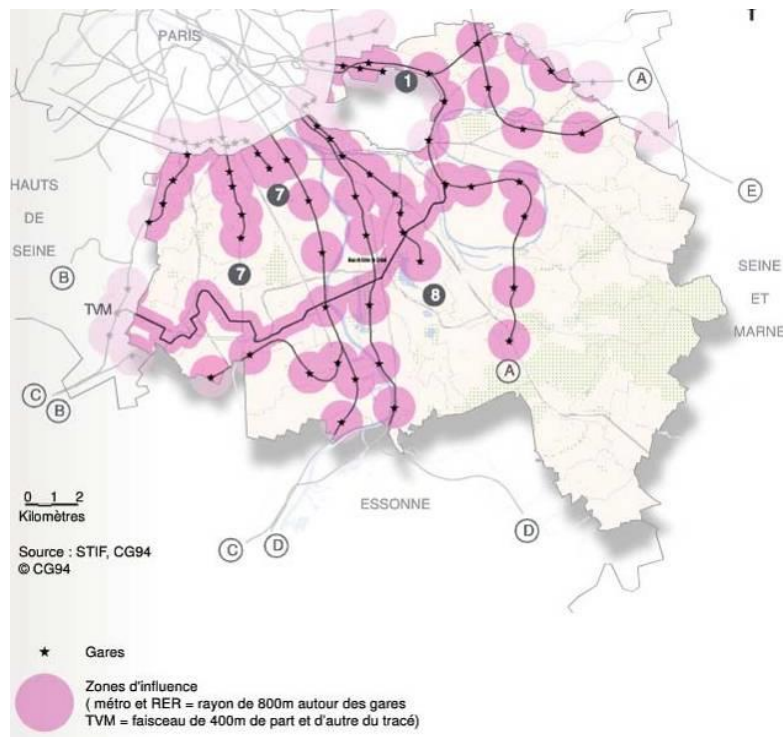 T
PARIS
1
A
HAUTS
DE
SEINE
7
E
B
7
8
SEINE
ET
MARNE
TVM
A
C
B
0 1 2
Kilomètres
ESSONNE
D
C
D
Source : STIF, CG94
© CG94
Gares
Zones d'influence
( métro et RER = rayon de 800m autour des gares
TVM = faisceau de 400m de part et d'autre du tracé)